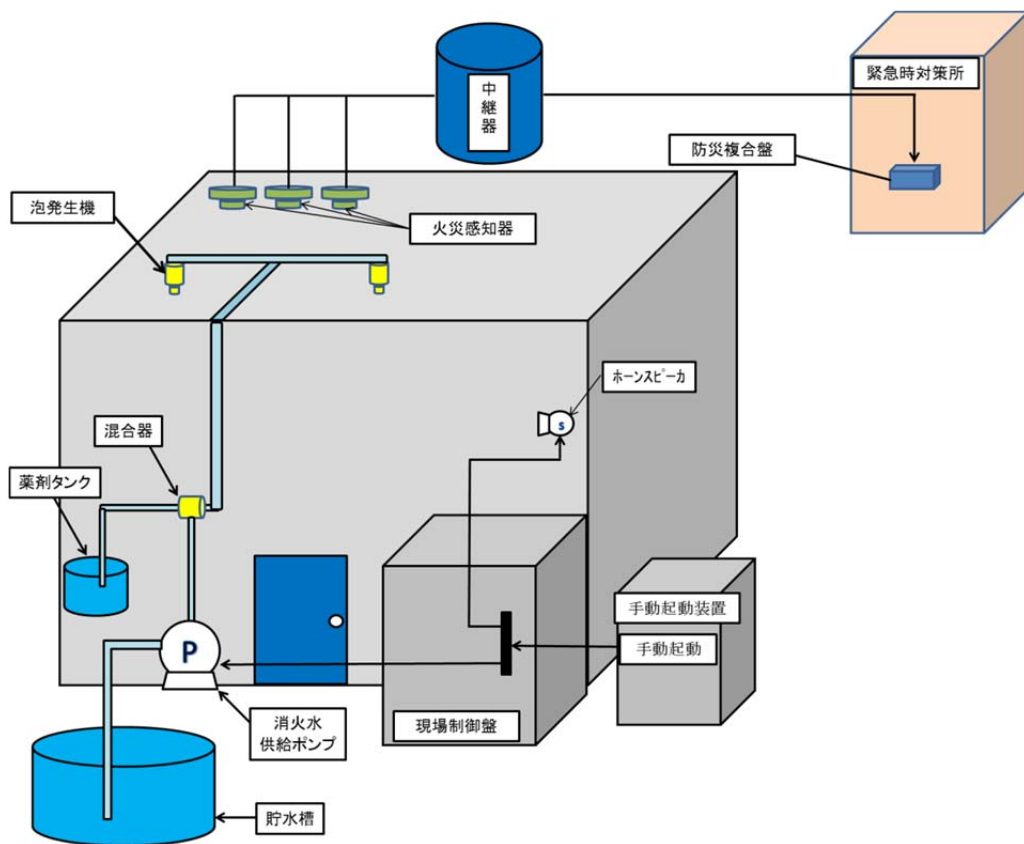 中
継
器
緊急時対策所
防災複合盤
泡発生機
火災感知器
ホーンスピーカ
混合器
薬剤タンク
s
手動起動装置
手動起動
P
消火水
供給ポンプ
現場制御盤
貯水槽